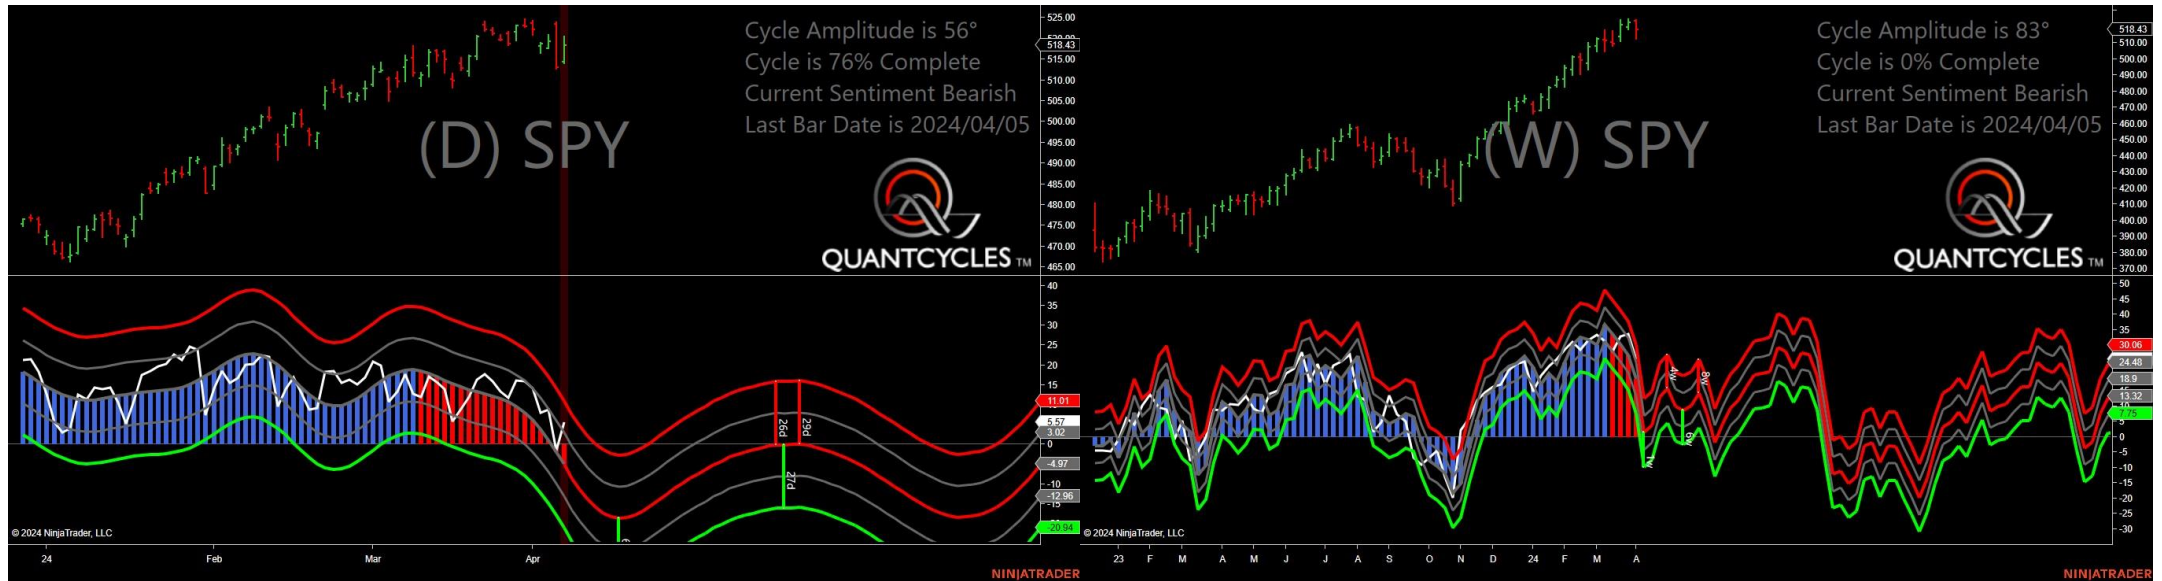 Cycle Amplitude is 56°
Cycle is 76% Complete
Current Sentiment Bearish
Last Bar Date is 2024/04/05
(D) SPY
QUANTCYCLES TM
525.00
518.43
515.00
510.00
505.00
500.00
495.00
490.00
485.00
480.00
475.00
470.00
465.00
40
35
30
25
20
15
11.01
5.57
3.02
0
-4.97
-10
-12.96
-15
-20.94
26d
29d
27d
© 2024 NinjaTrader, LLC
24 Feb Mar Apr
NINJATRADER
Cycle Amplitude is 83°
Cycle is 0% Complete
Current Sentiment Bearish
Last Bar Date is 2024/04/05
(W) SPY
QUANTCYCLES TM
518.43
510.00
500.00
490.00
480.00
470.00
460.00
450.00
440.00
430.00
420.00
410.00
400.00
390.00
380.00
370.00
50
45
40
35
30.06
24.48
18.9
13.32
7.75
0
-5
-10
-15
-20
-25
-30
4w
8w
6w
1w
© 2024 NinjaTrader, LLC
23 F M A M J J A S O N D 24 F M A
NINJATRADER